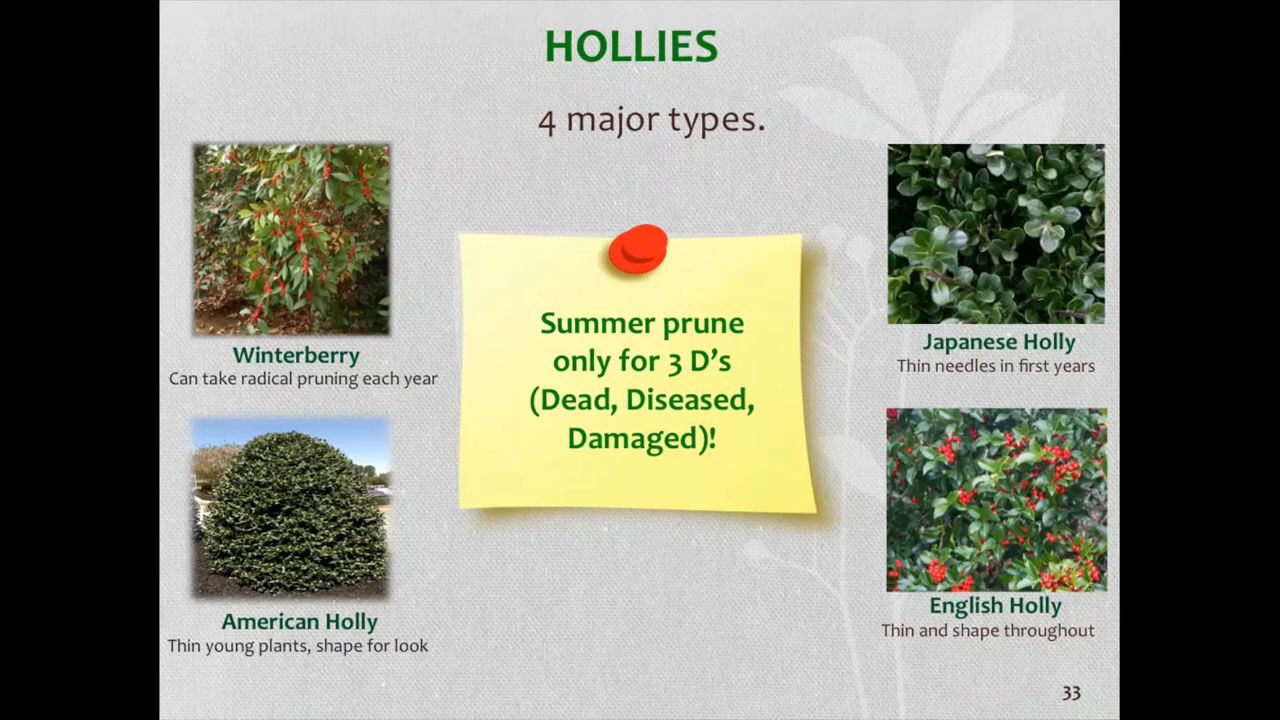 HOLLIES
4 major types.
Winterberry
Can take radical pruning each year
American Holly
Thin young plants, shape for look
Summer prune
only for 3 D’s
(Dead, Diseased,
Damaged)!
Japanese Holly
Thin needles in first years
English Holly
Thin and shape throughout
33